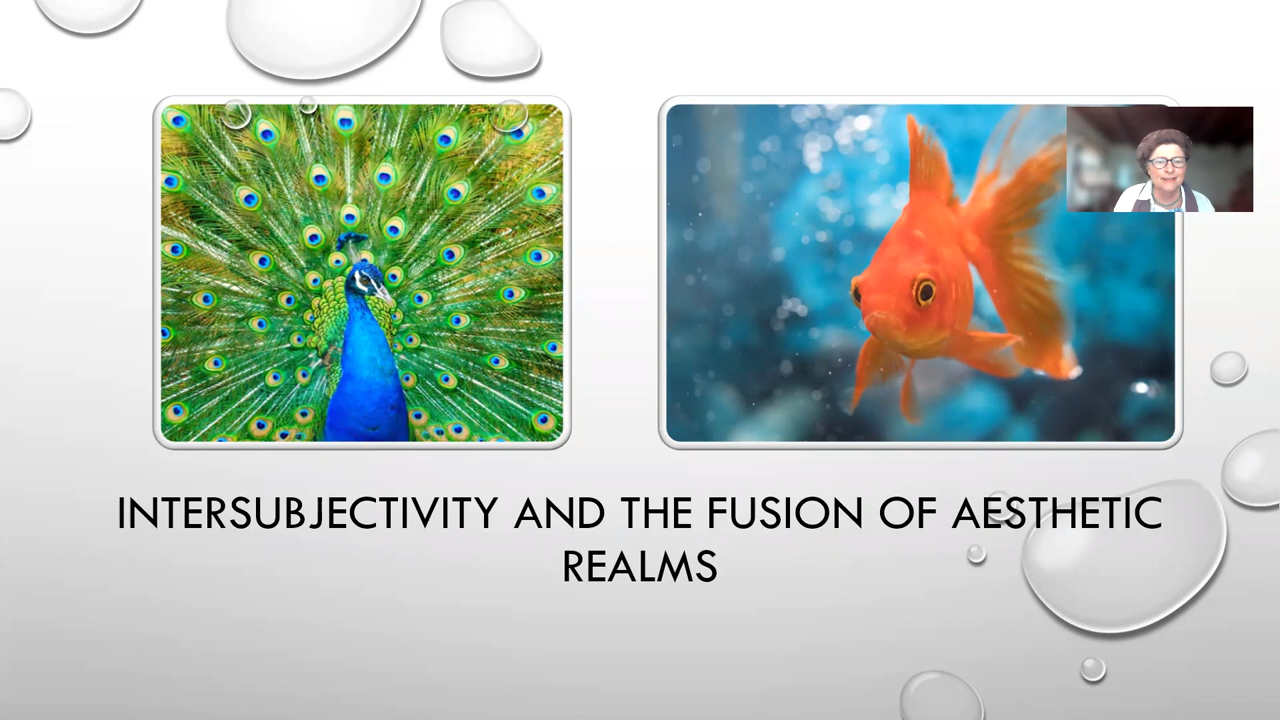 INTERSUBJECTIVITY AND THE FUSION OF AESTHETIC
REALMS